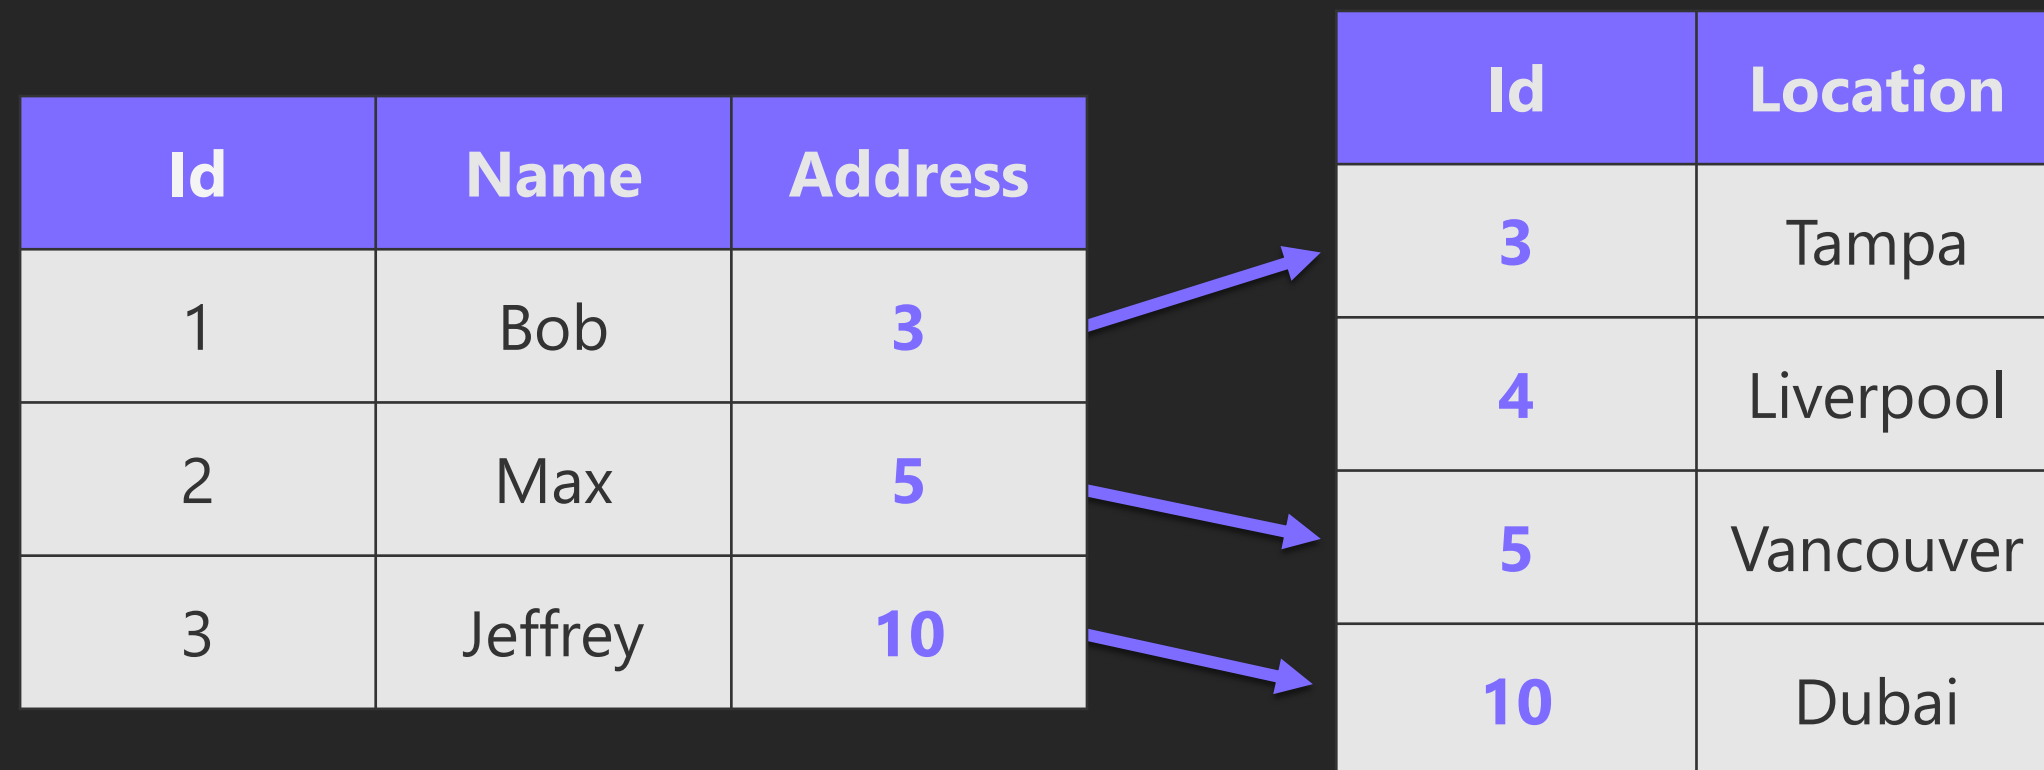 Id Name Address
1 Bob 3
2 Max 5
3 Jeffrey 10
Id Location
3 Tampa
4 Liverpool
5 Vancouver
10 Dubai